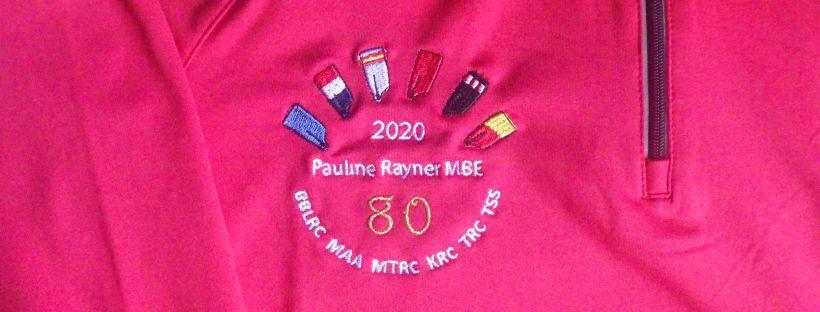 2020
Pauline Rayner MBE
80
BBLRC MAA MTRC KRC TRC TSS